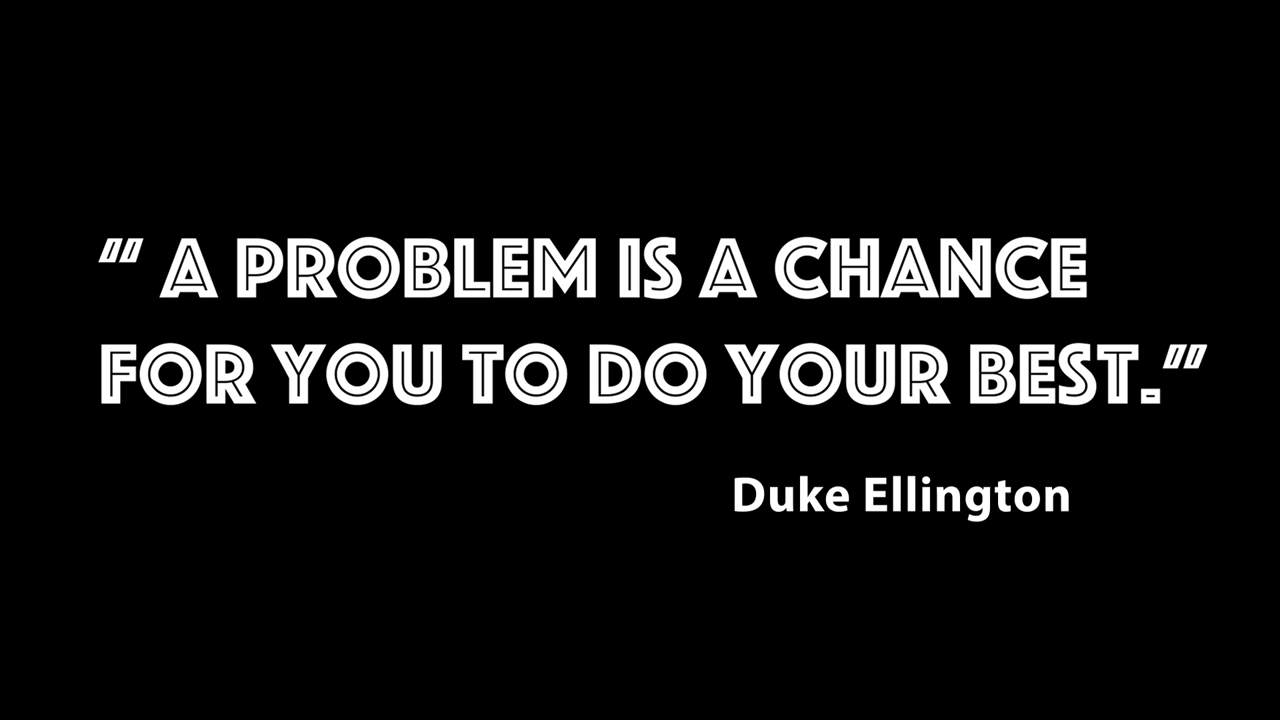 " A PROBLEM IS A CHANCE
FOR YOU TO DO YOUR BEST."
Duke Ellington